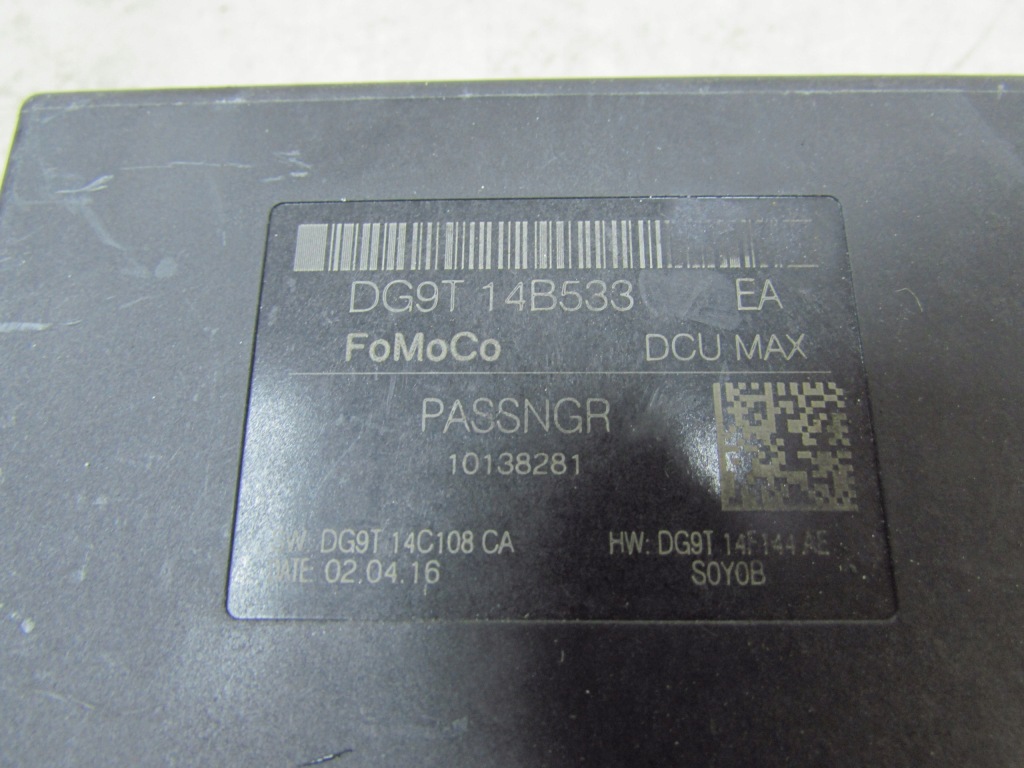 DG9T 14B533 EA
FoMoCo DCU MAX
PASSNGR
10138281
DG9T 14C108 CA HW: DG9T 14F144 AE
02.04.16 S0Y0B